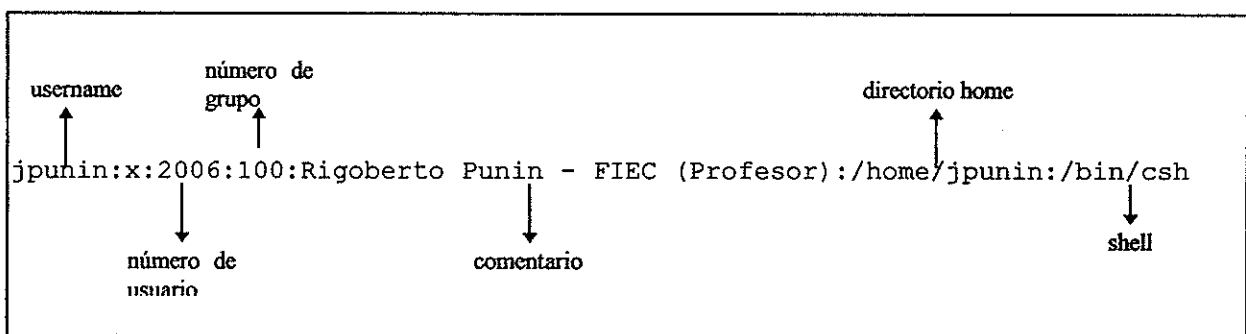 username
número de
grupo
directorio home
jpunin:x:2006:100:Rigoberto Punin - FIEC (Profesor):/home/jpunin:/bin/csh
número de
usuario
comentario
shell